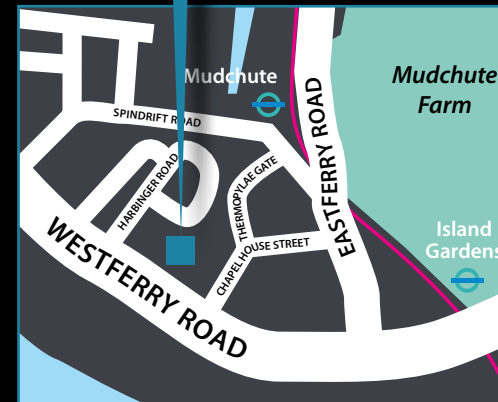 Mudchute
Mudchute
Farm
SPINDRIFT ROAD
EASTFERRY ROAD
HARBINGER ROAD
THERMOPYLAE GATE
Island
Gardens
CHAPEL HOUSE STREET
WESTFERRY ROAD